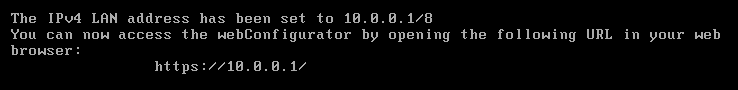 The IPv4 LAN address has been set to 10.0.0.1/8
You can now access the webConfigurator by opening the following URL in your web
browser:
https://10.0.0.1/